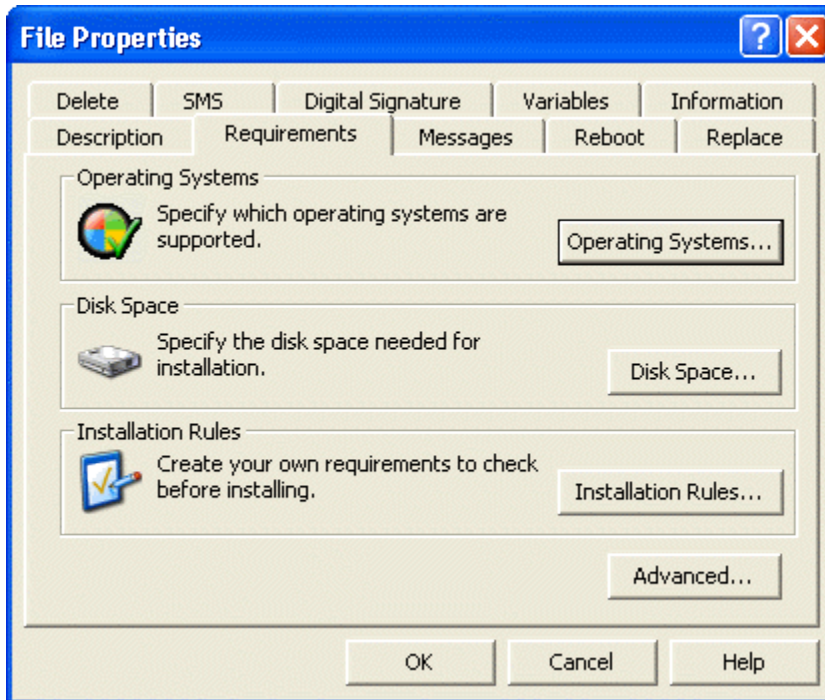 File Properties
Delete SMS Digital Signature Variables Information
Description Requirements Messages Reboot Replace
Operating Systems
Specify which operating systems are
supported.
Operating Systems...
Disk Space
Specify the disk space needed for
installation.
Disk Space...
Installation Rules
Create your own requirements to check
before installing.
Installation Rules...
Advanced...
OK Cancel Help